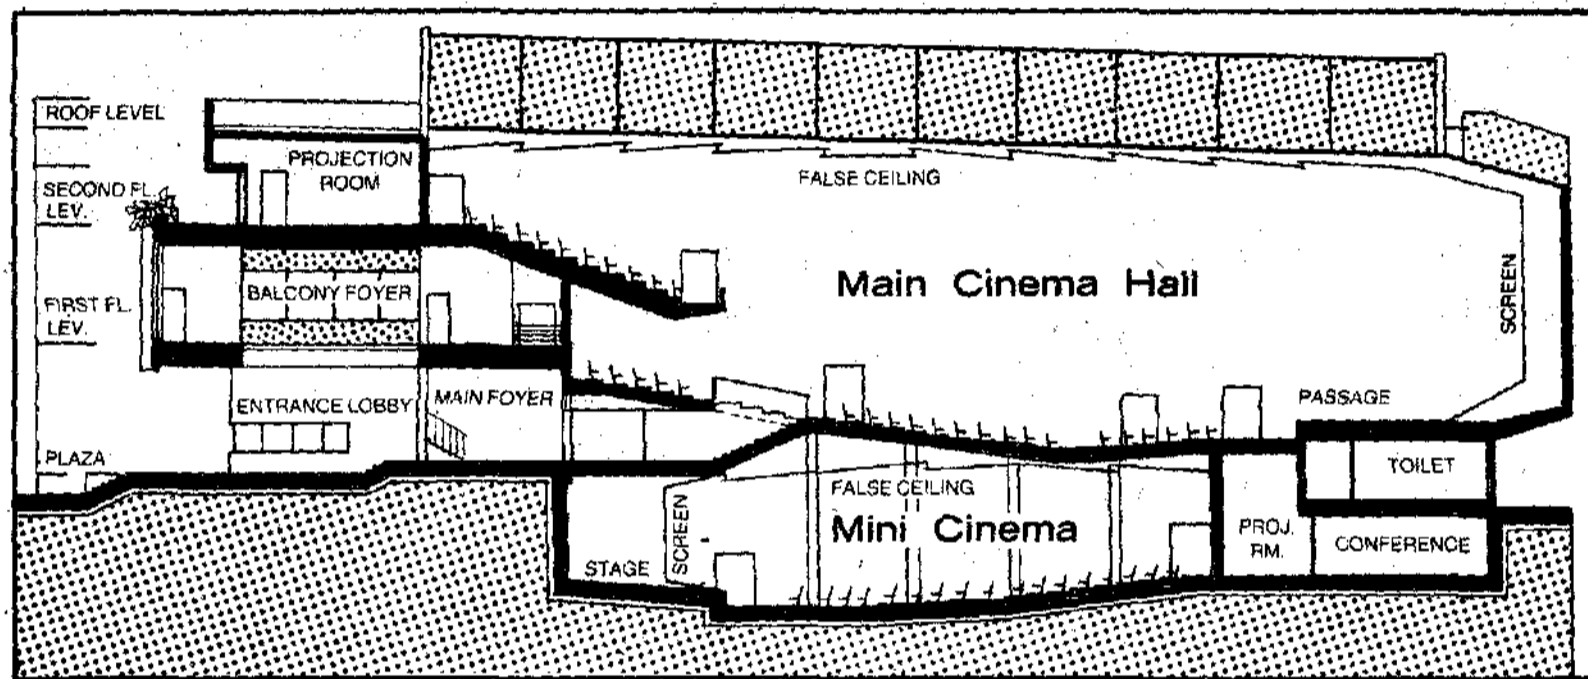 ROOF LEVEL
PROJECTION
ROOM
SECOND FL.
LEV.
FALSE CEILING
Main Cinema Hall
SCREEN
BALCONY FOYER
FIRST FL.
LEV.
ENTRANCE LOBBY
MAIN FOYER
PASSAGE
PLAZA
TOILET
FALSE CEILING
Mini Cinema
SCREEN
STAGE
PROJ.
RM.
CONFERENCE